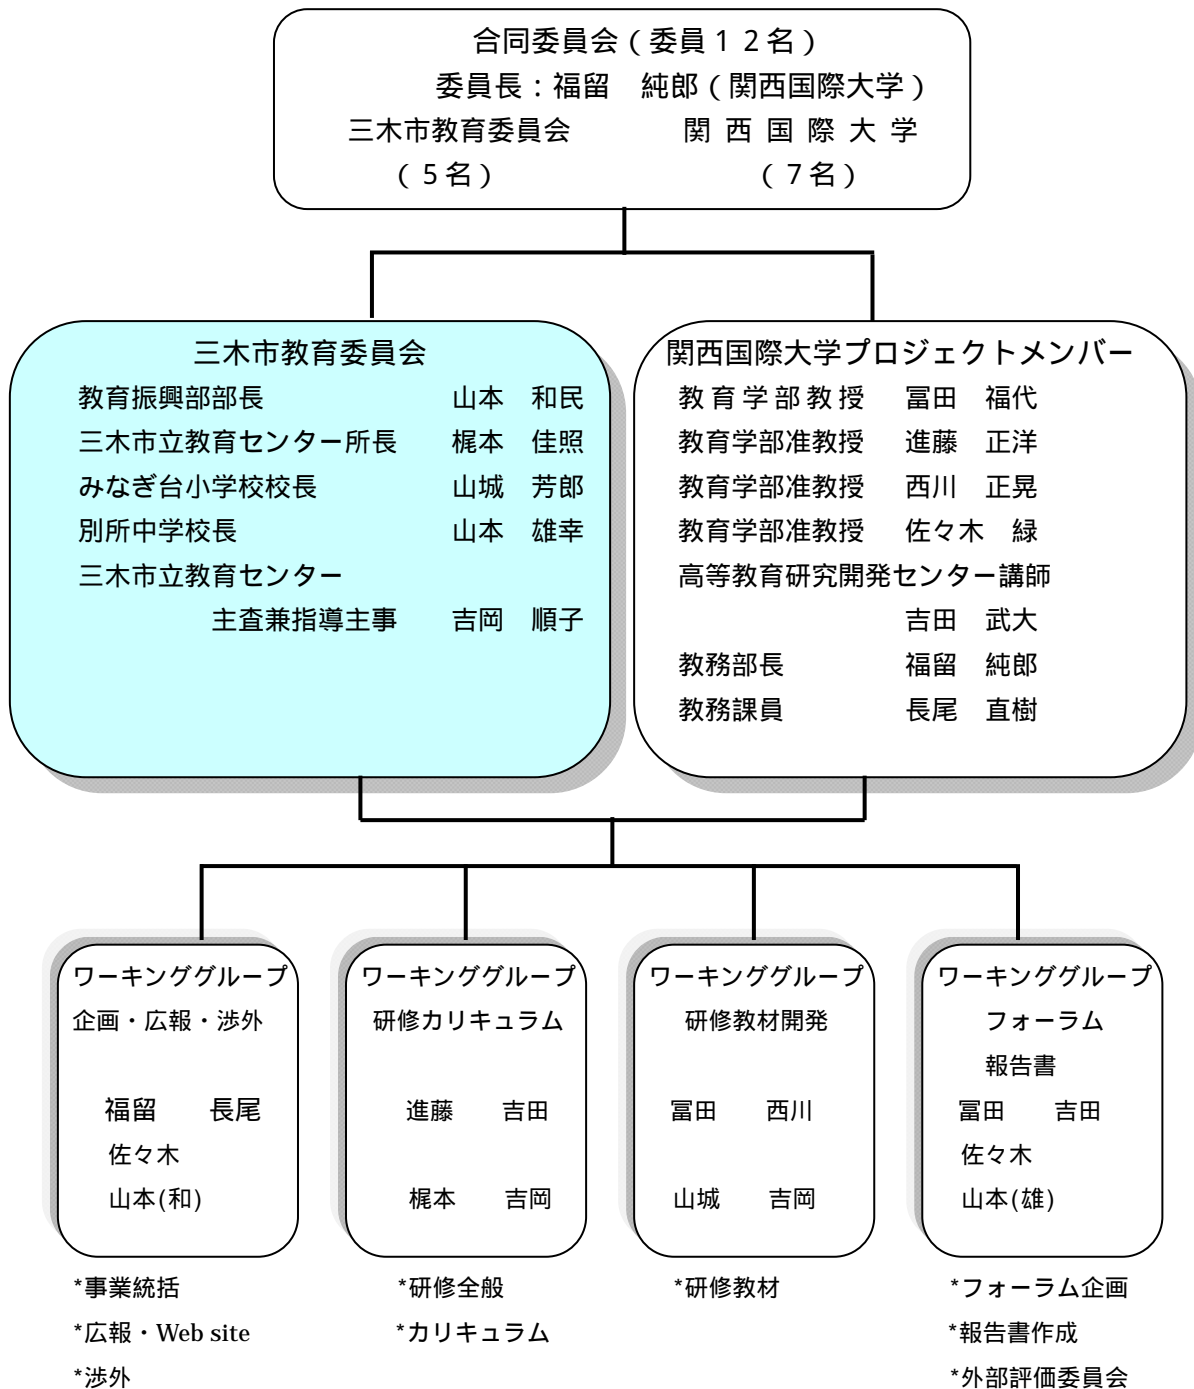 合同委員会（委員１２名）
委員長：福留　純郎（関西国際大学）
三木市教育委員会　　　関西国際大学
（５名）　　　　　　　（７名）
三木市教育委員会
教育振興部部長　　　　山本　和民
三木市立教育センター所長　　梶本　佳照
みなぎ台小学校校長　　　　山城　芳郎
別所中学校長　　　　山本　雄幸
三木市立教育センター
主査兼指導主事　　吉岡　順子
関西国際大学プロジェクトメンバー
教育学部教授　　冨田　福代
教育学部准教授　　進藤　正洋
教育学部准教授　　西川　正晃
教育学部准教授　　佐々木　緑
高等教育研究開発センター講師
吉田　武大
教務部長　　　　福留　純郎
教務課員　　　　長尾　直樹
ワーキンググループ
企画・広報・渉外
福留　　長尾
佐々木
山本(和)
*事業統括
*広報・Web site
*渉外
ワーキンググループ
研修カリキュラム
進藤　　吉田
梶本　　吉岡
*研修全般
*カリキュラム
ワーキンググループ
研修教材開発
冨田　　西川
山城　　吉岡
*研修教材
ワーキンググループ
フォーラム
報告書
冨田　　吉田
佐々木
山本(雄)
*フォーラム企画
*報告書作成
*外部評価委員会